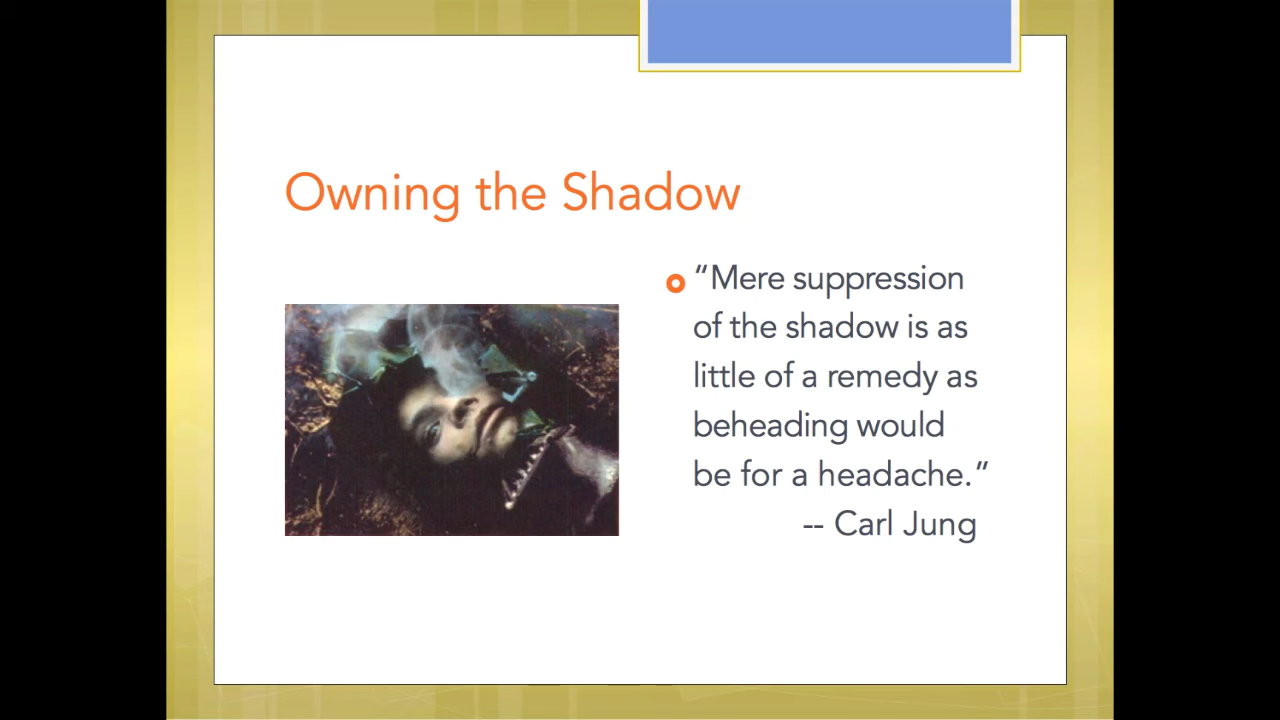 Owning the Shadow
“Mere suppression
of the shadow is as
little of a remedy as
beheading would
be for a headache.”
-- Carl Jung